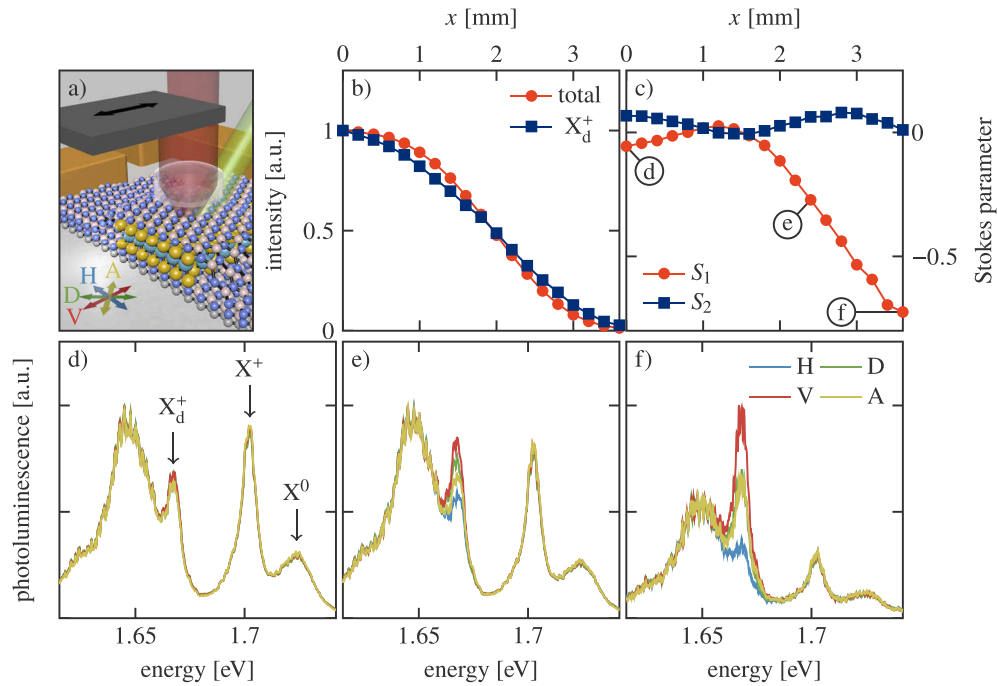 x [mm]
x [mm]
0 1 2 3
0 1 2 3
a)
H
A
D
V
b)
total
X⁺d
intensity [a.u.]
1
0.5
0
c)
d
e
f
S₁
S₂
0
−0.5
Stokes parameter
photoluminescence [a.u.]
d)
X⁺d
X⁺
X⁰
e)
f)
H D
V A
1.65 1.7
1.65 1.7
1.65 1.7
energy [eV]
energy [eV]
energy [eV]